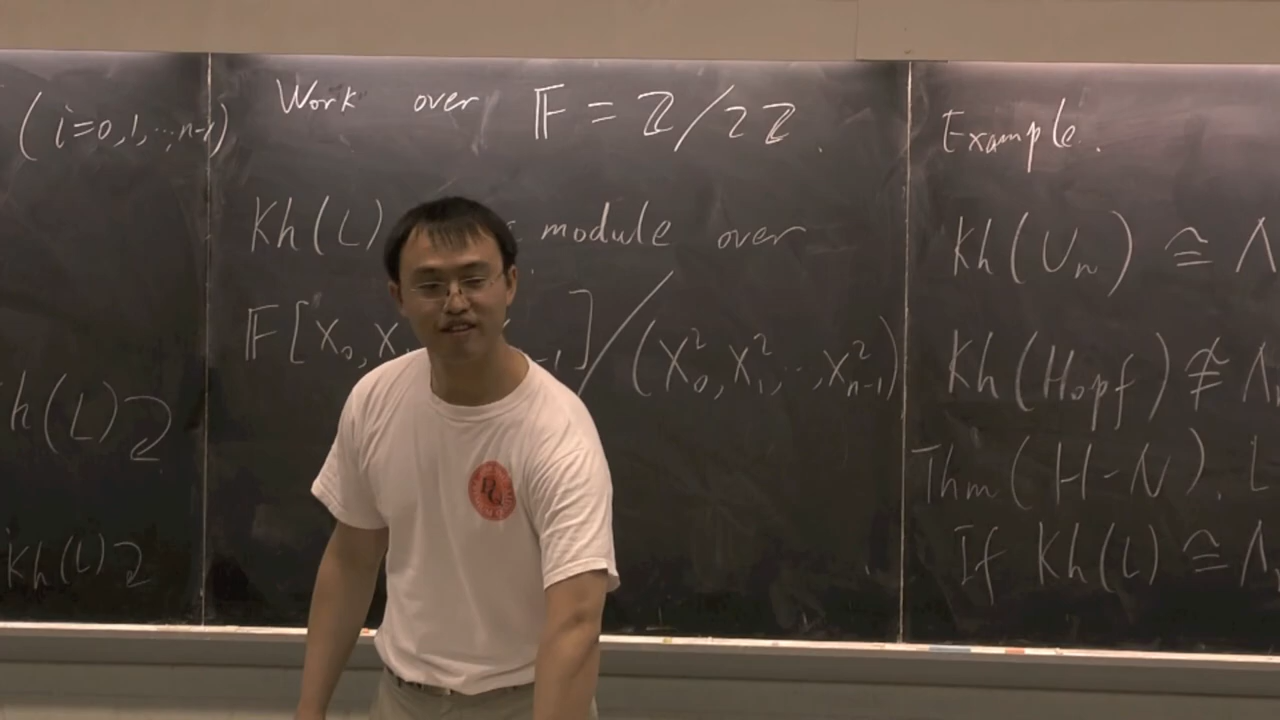 (i=0,1,...,n-1)
h(L)
Kh(L)
Work over 𝔽 = ℤ/2ℤ.
Kh(L) module over
𝔽[X₀, X ₋₁]/(X₀², X₁², ..., Xₙ₋₁²)
Example.
Kh(Uₙ) ≅ Λ
Kh(Hopf) ≇ Λ
Thm (H-N). L
If Kh(L) ≅ Λ